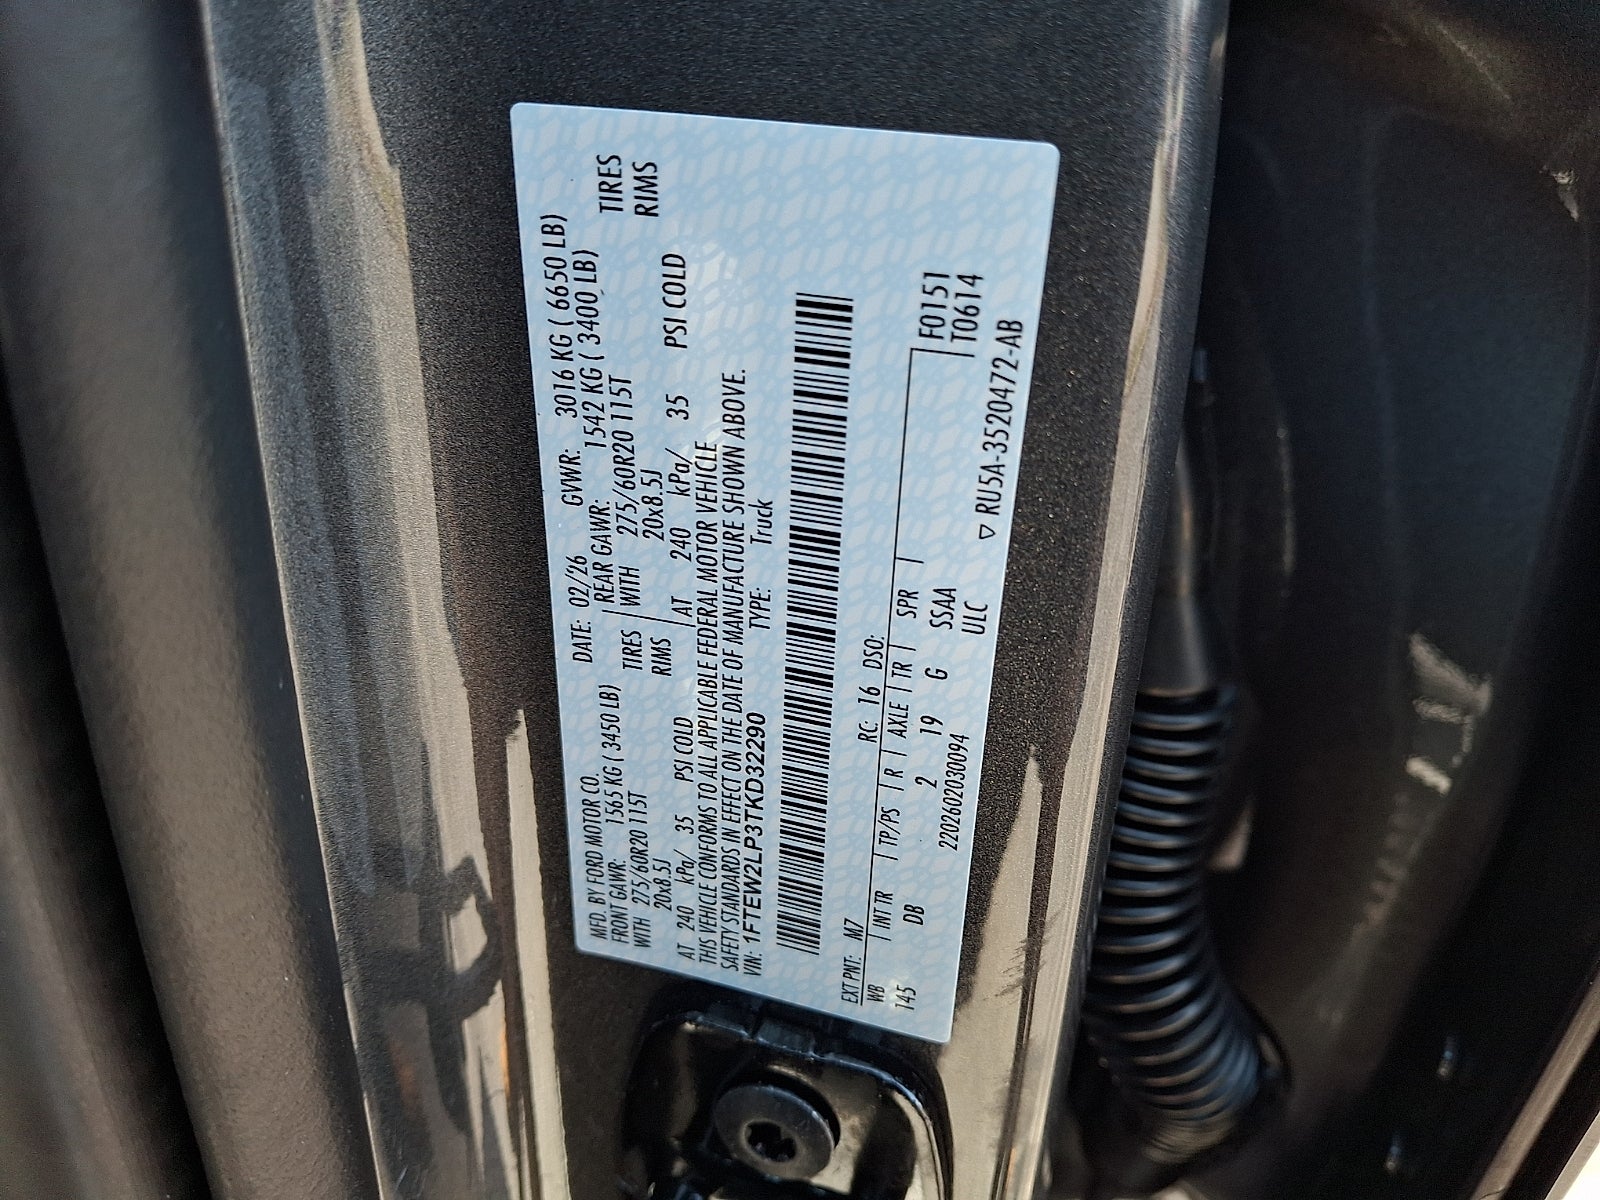 MFD. BY FORD MOTOR CO. DATE: 02/26 GVWR: 3016 KG ( 6650 LB)
FRONT GAWR: 1565 KG ( 3450 LB) REAR GAWR: 1542 KG ( 3400 LB)
WITH 275/60R20 115T TIRES WITH 275/60R20 115T TIRES
20x8.5J RIMS 20x8.5J RIMS
AT 240 kPa/ 35 PSI COLD AT 240 kPa/ 35 PSI COLD
THIS VEHICLE CONFORMS TO ALL APPLICABLE FEDERAL MOTOR VEHICLE
SAFETY STANDARDS IN EFFECT ON THE DATE OF MANUFACTURE SHOWN ABOVE.
VIN: 1FTEW2LP3TKD32290 TYPE: Truck
EXT PNT: M7 RC: 16 DSO:
WB INT TR TP/PS R AXLE TR SPR F0151
145 DB 2 19 G SSAA T0614
2202602030094 ULC
▽ RU5A-3520472-AB